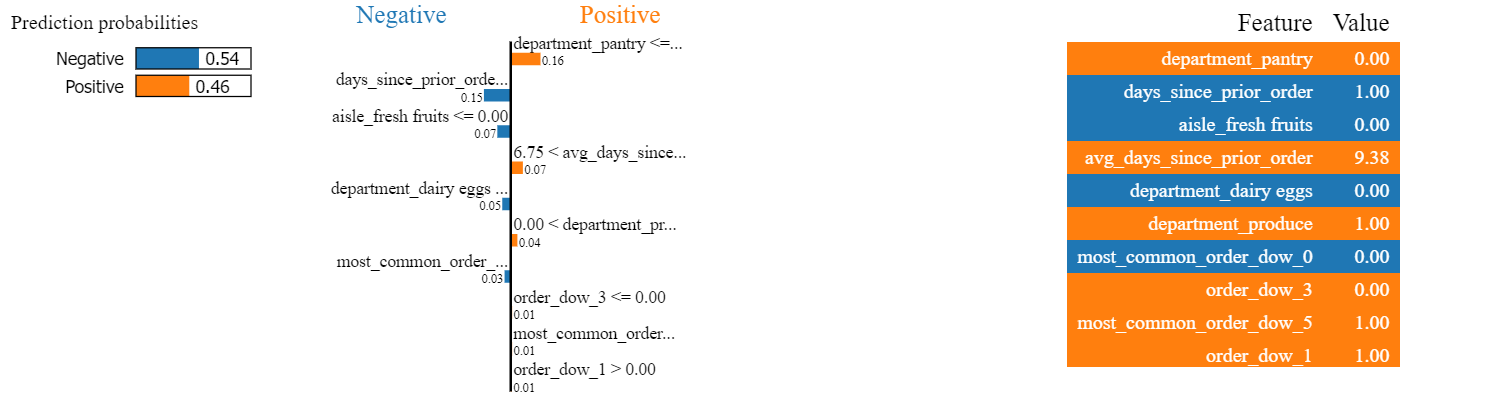 Prediction probabilities
Negative 0.54
Positive 0.46
Negative Positive
department_pantry <=...
0.16
days_since_prior_orde...
0.15
aisle_fresh fruits <= 0.00
0.07
6.75 < avg_days_since...
0.07
department_dairy eggs ...
0.05
0.00 < department_pr...
0.04
most_common_order_...
0.03
order_dow_3 <= 0.00
0.01
most_common_order...
0.01
order_dow_1 > 0.00
0.01
Feature Value
department_pantry 0.00
days_since_prior_order 1.00
aisle_fresh fruits 0.00
avg_days_since_prior_order 9.38
department_dairy eggs 0.00
department_produce 1.00
most_common_order_dow_0 0.00
order_dow_3 0.00
most_common_order_dow_5 1.00
order_dow_1 1.00